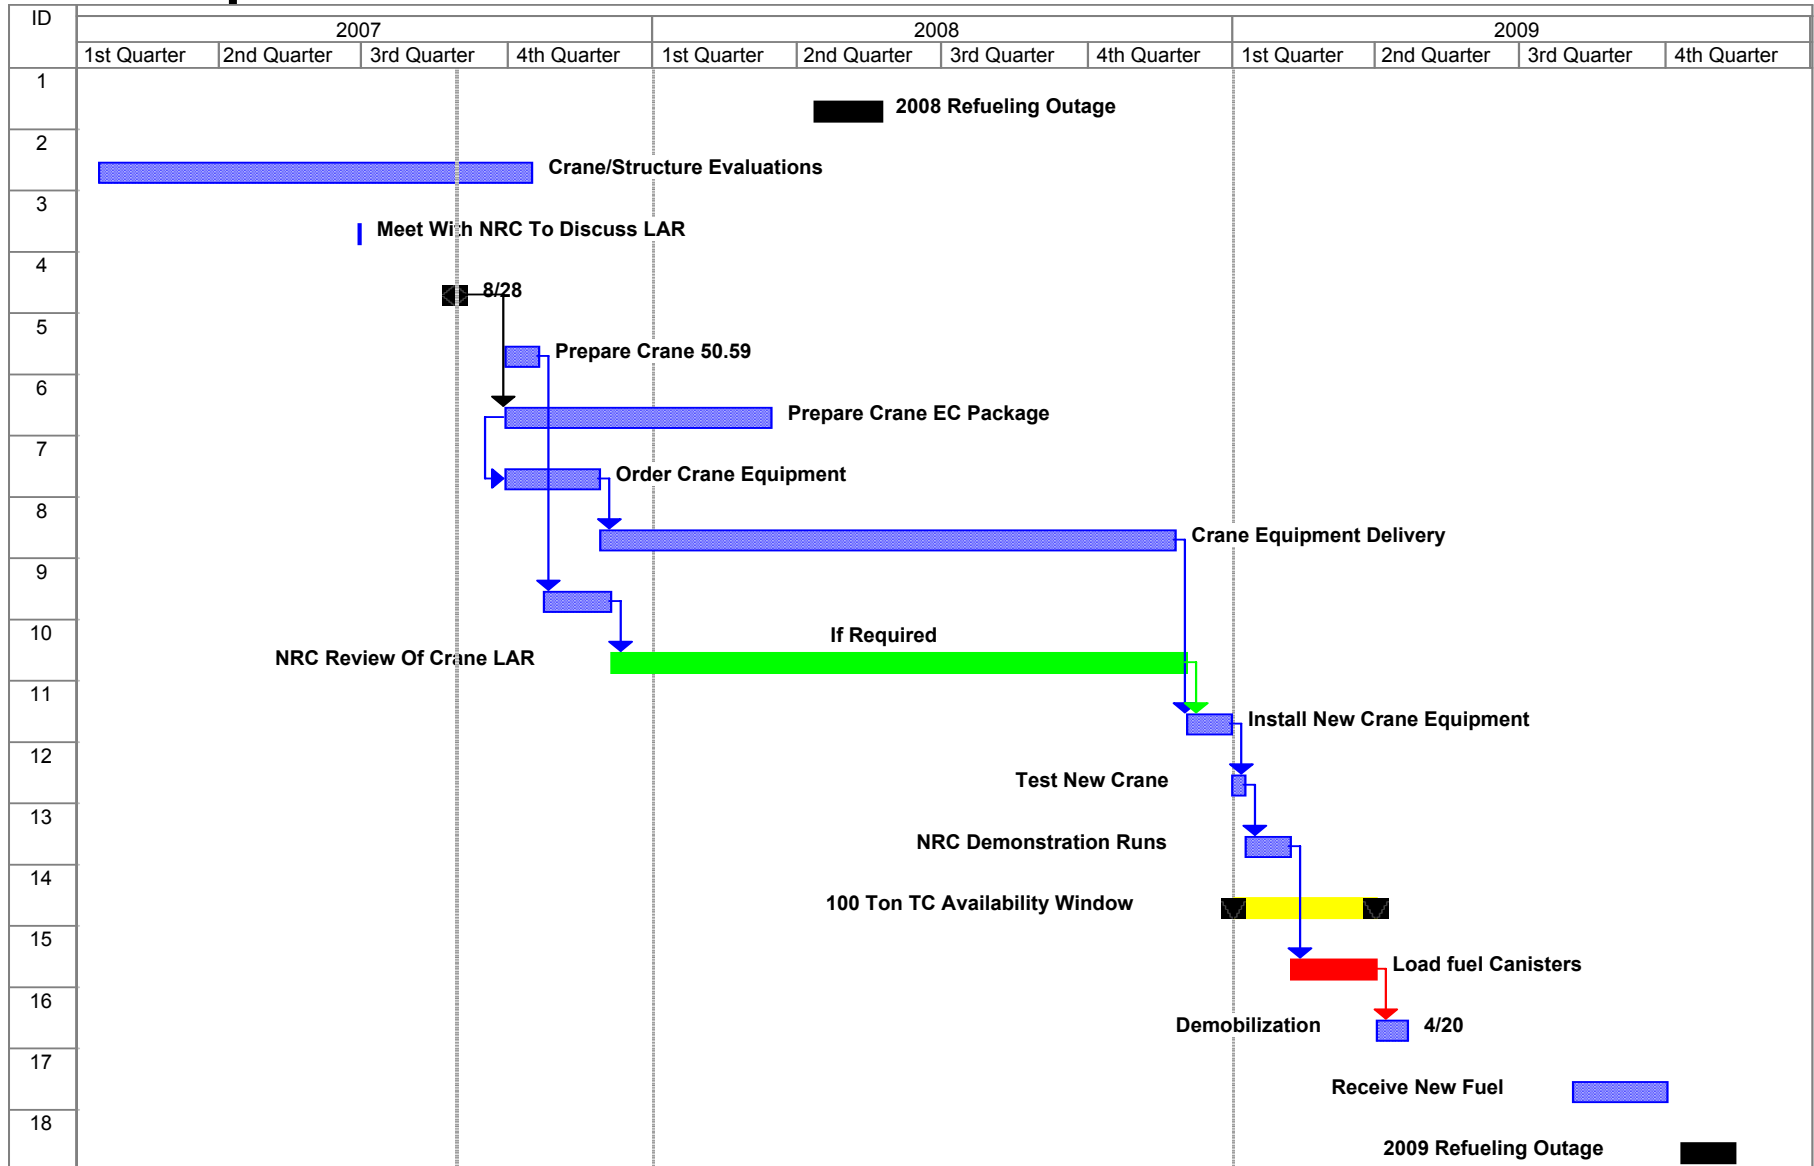 ID
2007 2008 2009
1st Quarter 2nd Quarter 3rd Quarter 4th Quarter 1st Quarter 2nd Quarter 3rd Quarter 4th Quarter 1st Quarter 2nd Quarter 3rd Quarter 4th Quarter
1
2008 Refueling Outage
2
Crane/Structure Evaluations
3
Meet With NRC To Discuss LAR
4
8/28
5
Prepare Crane 50.59
6
Prepare Crane EC Package
7
Order Crane Equipment
8
Crane Equipment Delivery
9
10
If Required
NRC Review Of Crane LAR
11
Install New Crane Equipment
12
Test New Crane
13
NRC Demonstration Runs
14
100 Ton TC Availability Window
15
Load fuel Canisters
16
Demobilization 4/20
17
Receive New Fuel
18
2009 Refueling Outage